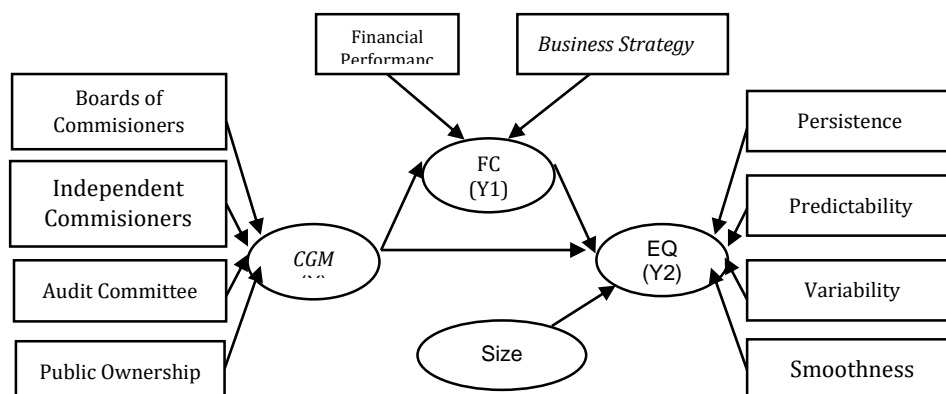 Financial
Business Strategy
Boards of
Commisioners
Persistence
FC
(Y1)
Independent
Commisioners
Predictability
CGM
EQ
(Y2)
Audit Committee
Variability
Size
Public Ownership
Smoothness